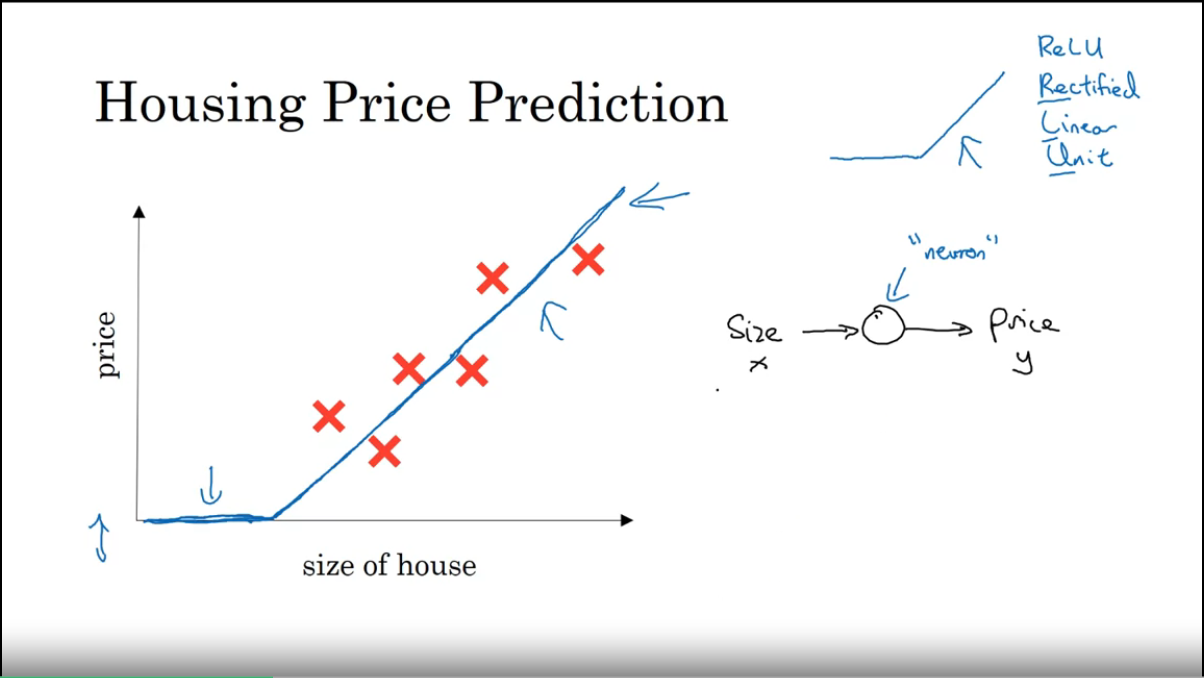 Housing Price Prediction
ReLU
Rectified
Linear
Unit
price
size of house
"neuron"
Size
x
Price
y